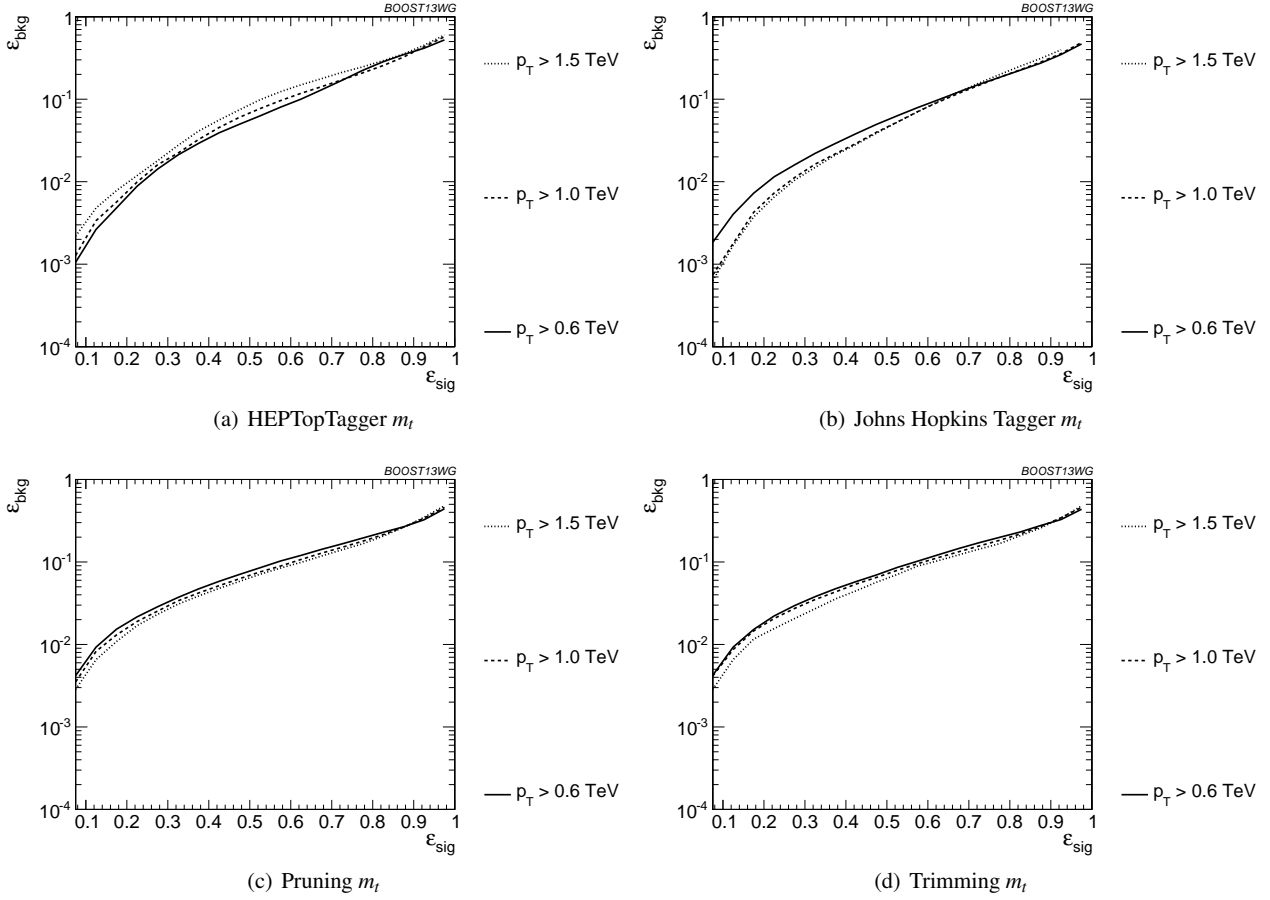 BOOST13WG
ε_bkg
1
10^-1
10^-2
10^-3
10^-4
0.1 0.2 0.3 0.4 0.5 0.6 0.7 0.8 0.9 1
ε_sig
p_T > 1.5 TeV
p_T > 1.0 TeV
p_T > 0.6 TeV
(a) HEPTopTagger m_t
BOOST13WG
ε_bkg
1
10^-1
10^-2
10^-3
10^-4
0.1 0.2 0.3 0.4 0.5 0.6 0.7 0.8 0.9 1
ε_sig
p_T > 1.5 TeV
p_T > 1.0 TeV
p_T > 0.6 TeV
(b) Johns Hopkins Tagger m_t
BOOST13WG
ε_bkg
1
10^-1
10^-2
10^-3
10^-4
0.1 0.2 0.3 0.4 0.5 0.6 0.7 0.8 0.9 1
ε_sig
p_T > 1.5 TeV
p_T > 1.0 TeV
p_T > 0.6 TeV
(c) Pruning m_t
BOOST13WG
ε_bkg
1
10^-1
10^-2
10^-3
10^-4
0.1 0.2 0.3 0.4 0.5 0.6 0.7 0.8 0.9 1
ε_sig
p_T > 1.5 TeV
p_T > 1.0 TeV
p_T > 0.6 TeV
(d) Trimming m_t